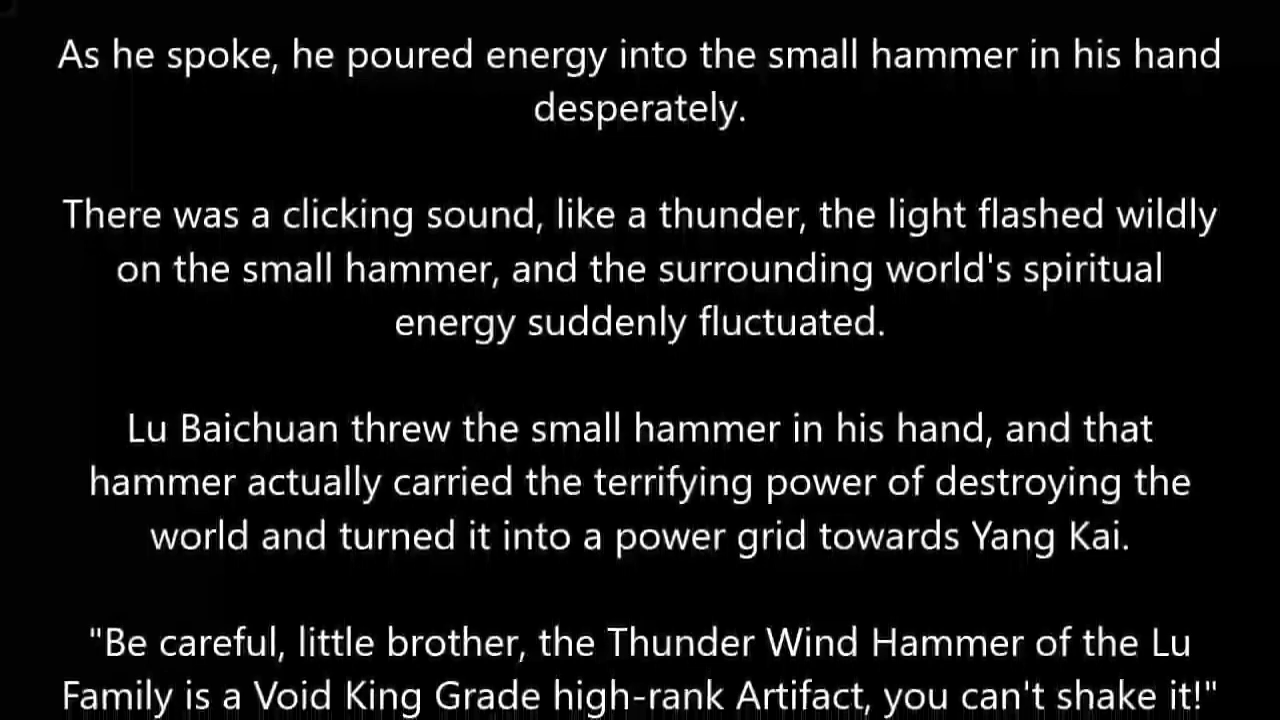 As he spoke, he poured energy into the small hammer in his hand
desperately.
There was a clicking sound, like a thunder, the light flashed wildly
on the small hammer, and the surrounding world's spiritual
energy suddenly fluctuated.
Lu Baichuan threw the small hammer in his hand, and that
hammer actually carried the terrifying power of destroying the
world and turned it into a power grid towards Yang Kai.
"Be careful, little brother, the Thunder Wind Hammer of the Lu
Family is a Void King Grade high-rank Artifact, you can't shake it!"